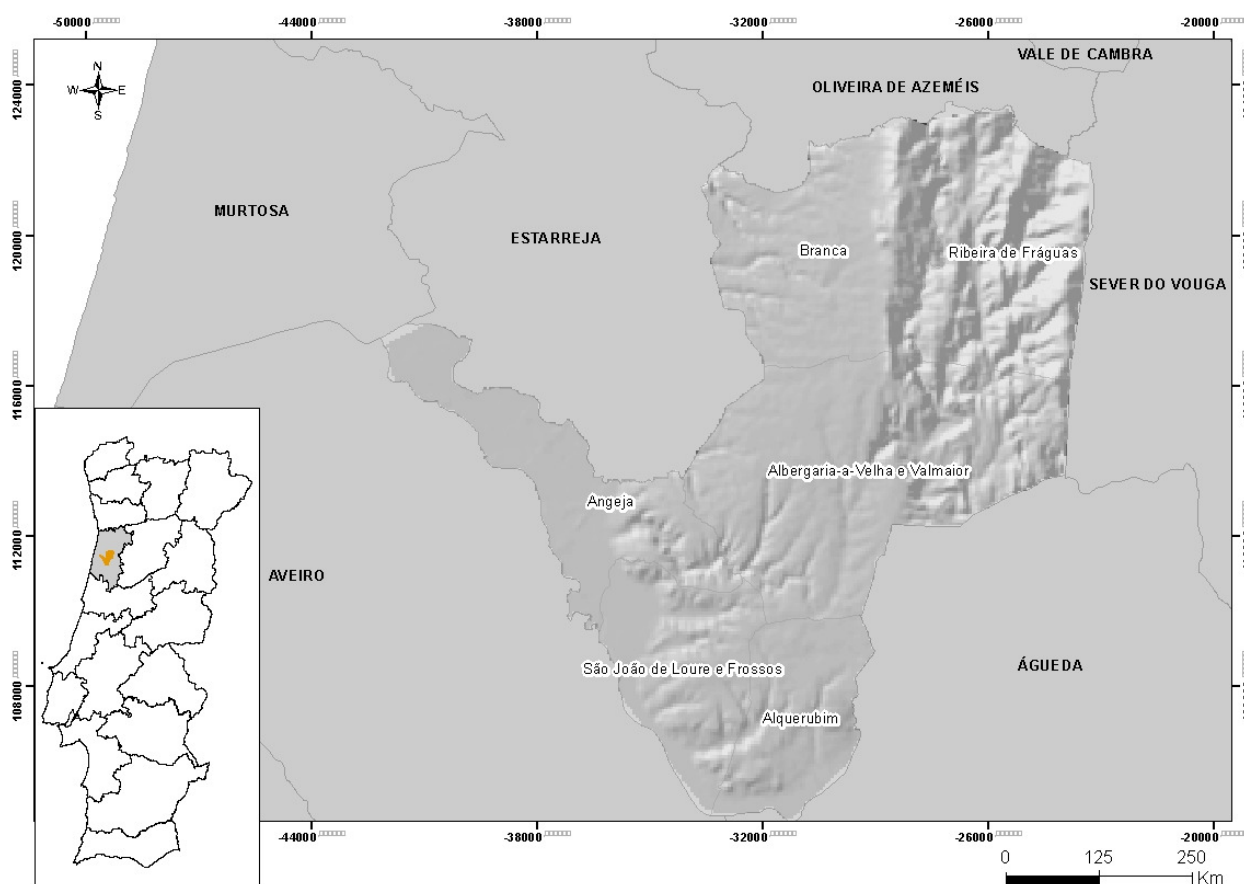 -50000
-44000
-38000
-32000
-26000
-20000
VALE DE CAMBRA
N
OLIVEIRA DE AZEMÉIS
124000
W
E
S
MURTOSA
ESTARREJA
120000
Branca
Ribeira de Fráguas
SEVER DO VOUGA
116000
Albergaria-a-Velha e Valmaior
Angeja
112000
AVEIRO
São João de Loure e Frossos
ÁGUEDA
108000
Alquerubim
-44000
-38000
-32000
-26000
-20000
0 125 250
Km